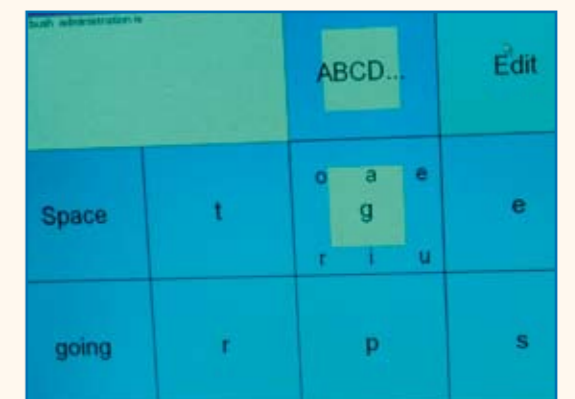 bush administration is
ABCD...
Edit
o a e
Space t g e
r i u
going r p s